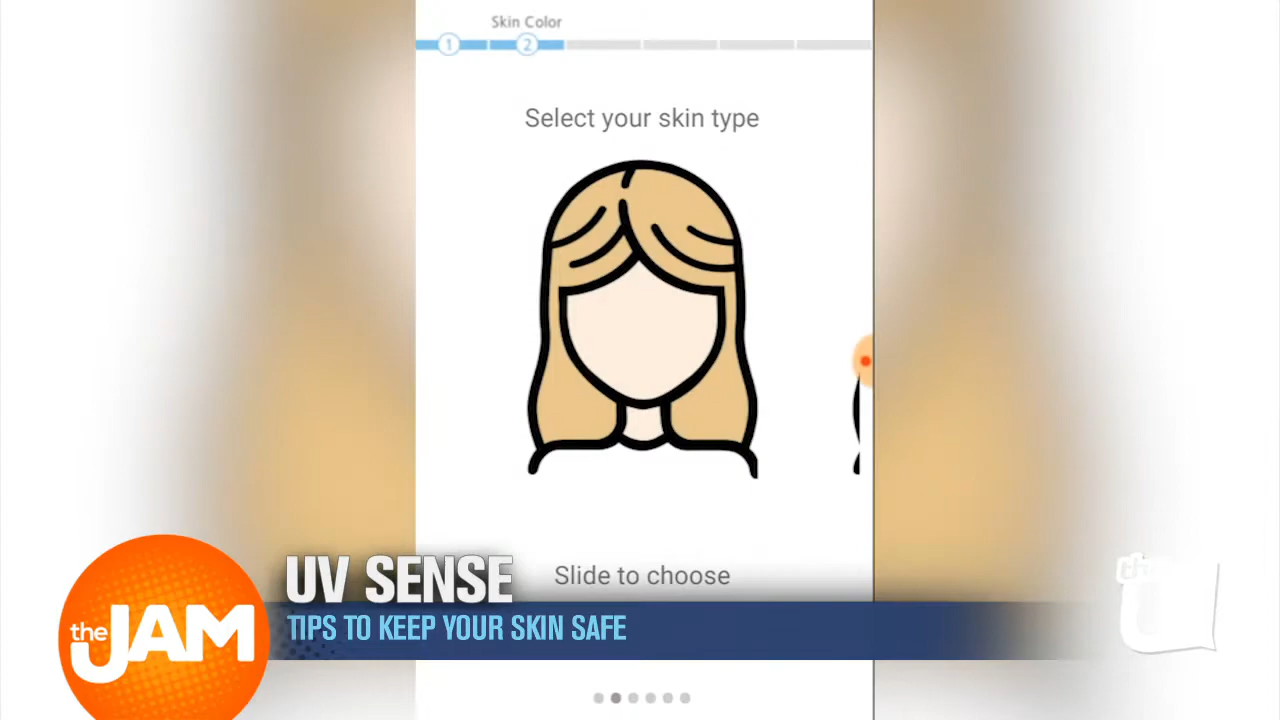 Skin Color
1 2
Select your skin type
Slide to choose
UV SENSE
TIPS TO KEEP YOUR SKIN SAFE
the JAM
the U